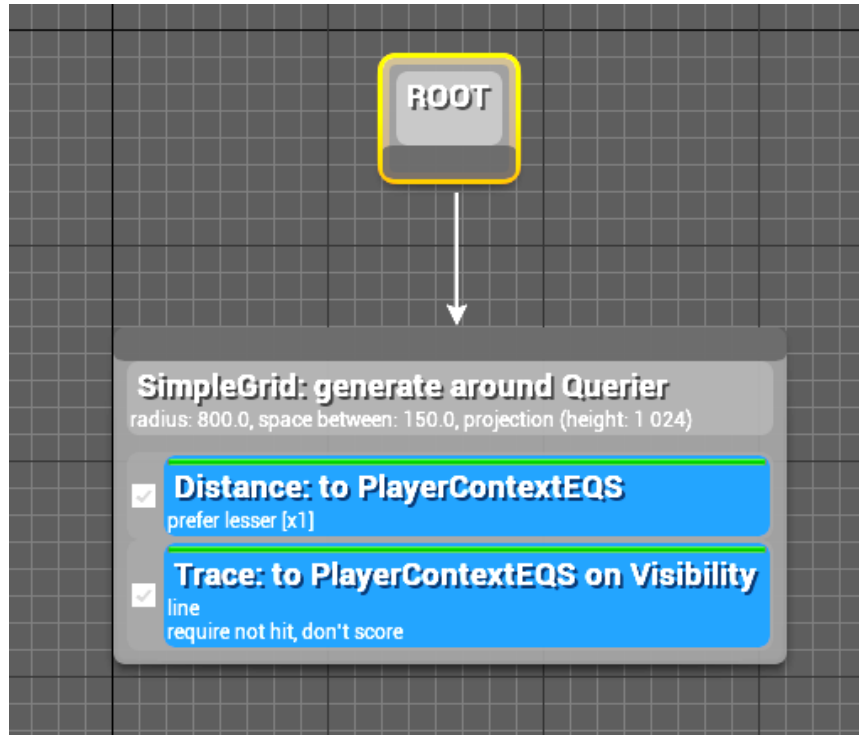 ROOT
SimpleGrid: generate around Querier
radius: 800.0, space between: 150.0, projection (height: 1 024)
Distance: to PlayerContextEQS
prefer lesser [x1]
Trace: to PlayerContextEQS on Visibility
line
require not hit, don't score